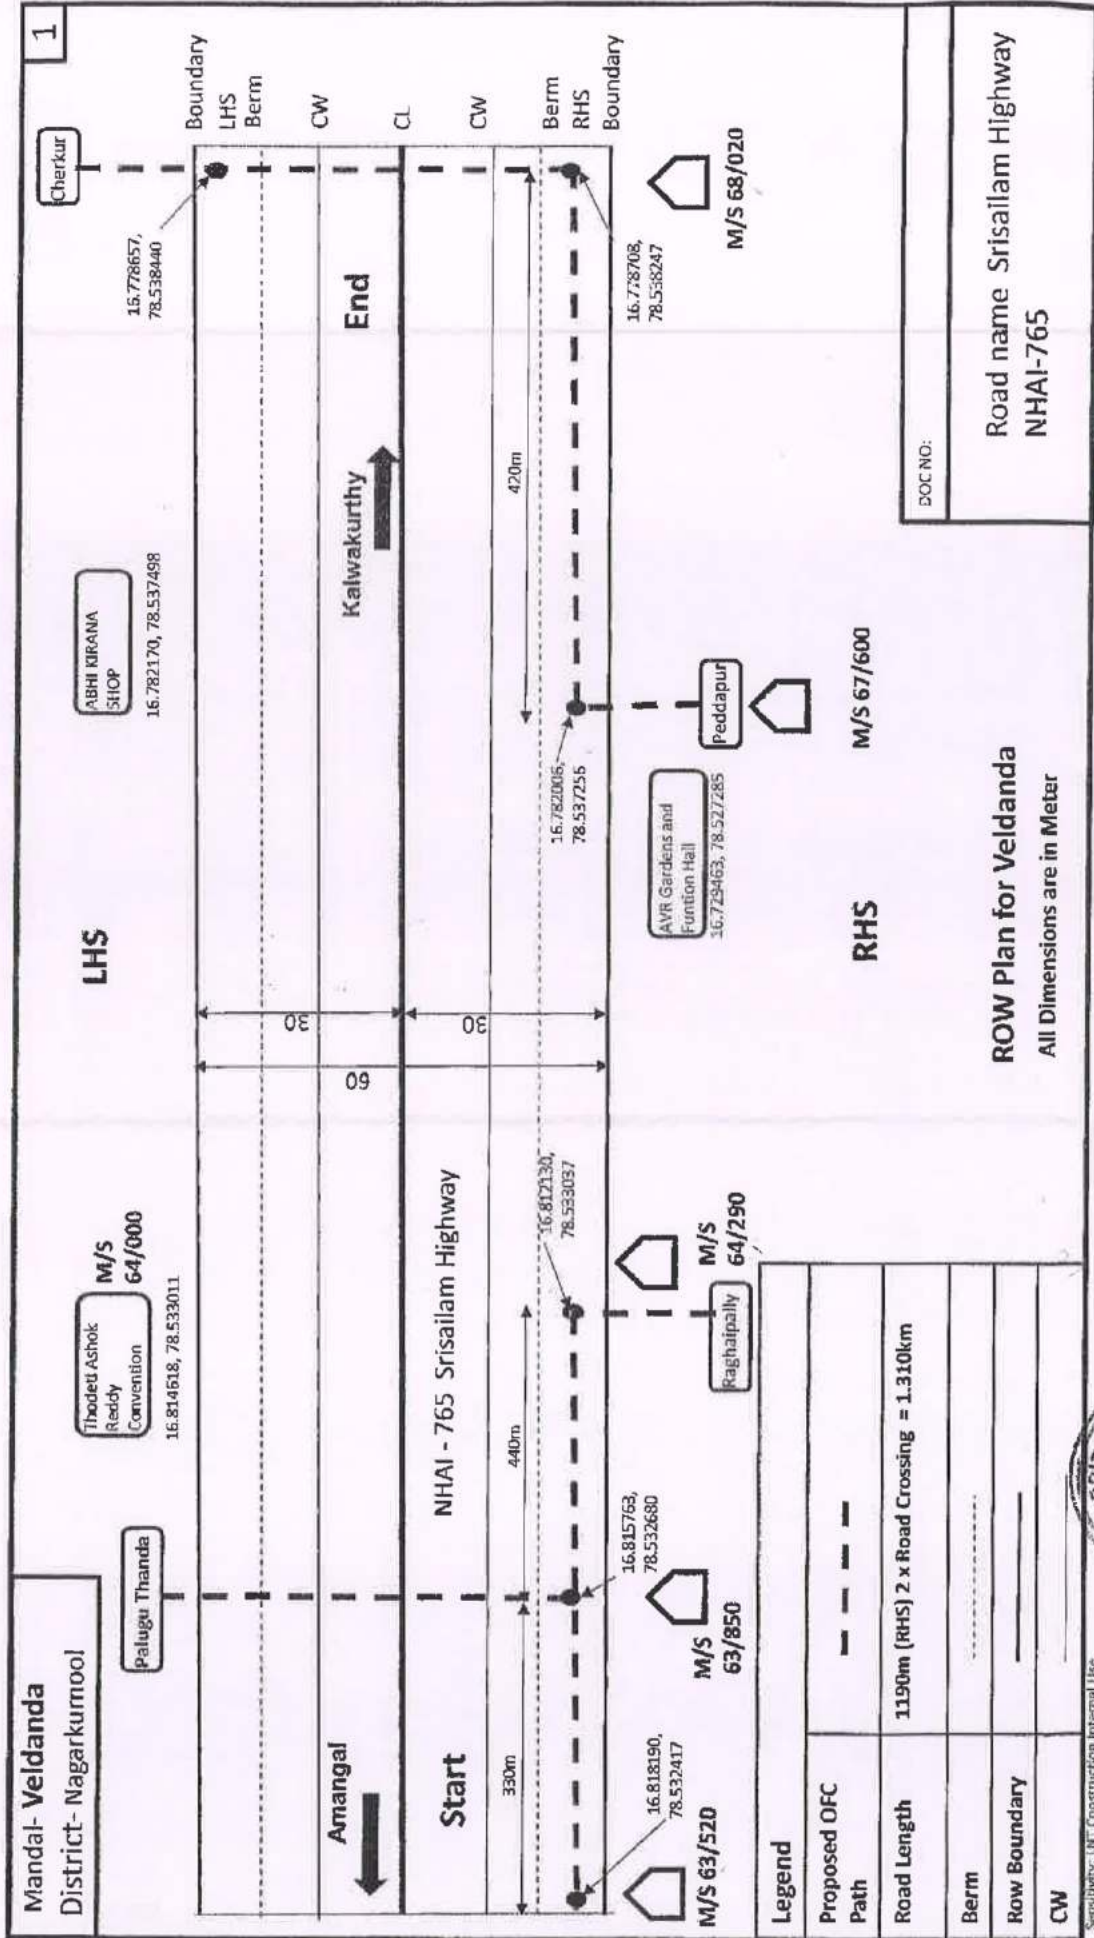 Mandal- Veldanda
District- Nagarkurnool
1
Palugu Thanda
Thodeti Ashok
Reddy
Convention
M/S
64/000
16.814618, 78.533011
LHS
ABHI KIRANA
SHOP
16.782170, 78.537498
Cherkur
16.778657,
78.538440
Boundary
LHS
Berm
CW
CL
CW
Berm
RHS
Boundary
Amangal
Start
NHAI - 765 Srisailam Highway
30
30
60
Kalwakurthy
End
330m
440m
420m
16.818190,
78.532417
16.815763,
78.532680
16.812130,
78.533037
16.782006,
78.537256
16.778708,
78.538247
M/S 63/520
M/S
63/850
M/S
64/290
Raghaipally
AVR Gardens and
Funtion Hall
16.729463, 78.527285
Peddapur
M/S 67/600
M/S 68/020
RHS
Legend
Proposed OFC
Path
Road Length 1190m (RHS) 2 x Road Crossing = 1.310km
Berm
Row Boundary
CW
ROW Plan for Veldanda
All Dimensions are in Meter
DOC NO:
Road name Srisailam Highway
NHAI-765
Sensitivity: LNT Construction Internal Use